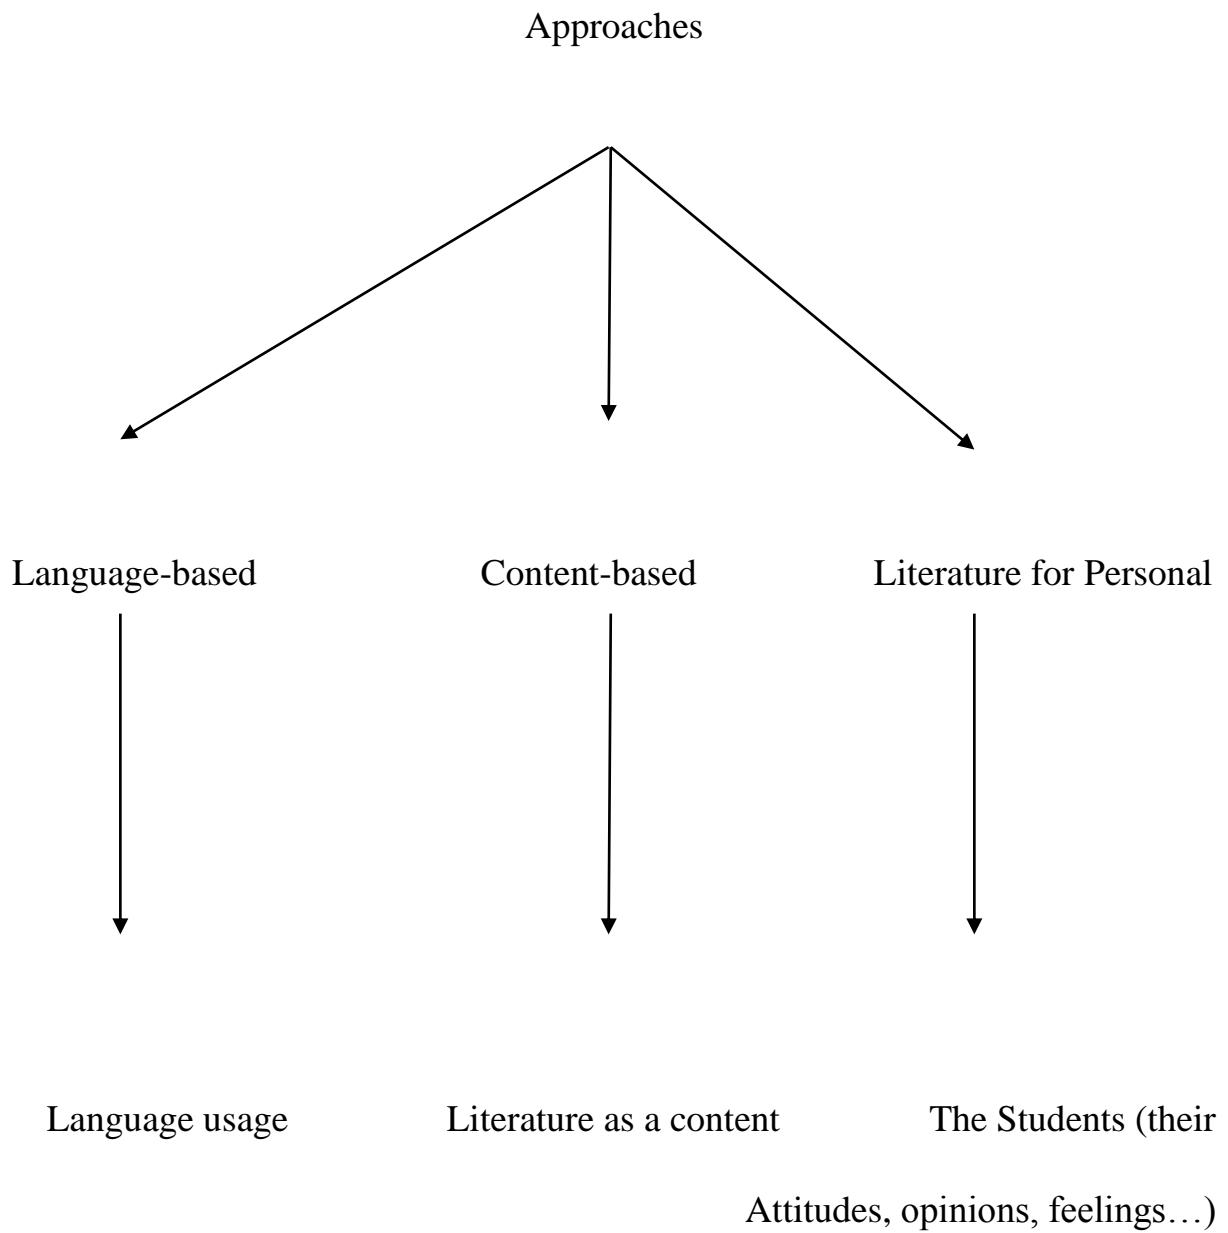 Approaches
Language-based Content-based Literature for Personal
Language usage Literature as a content The Students (their
Attitudes, opinions, feelings…)